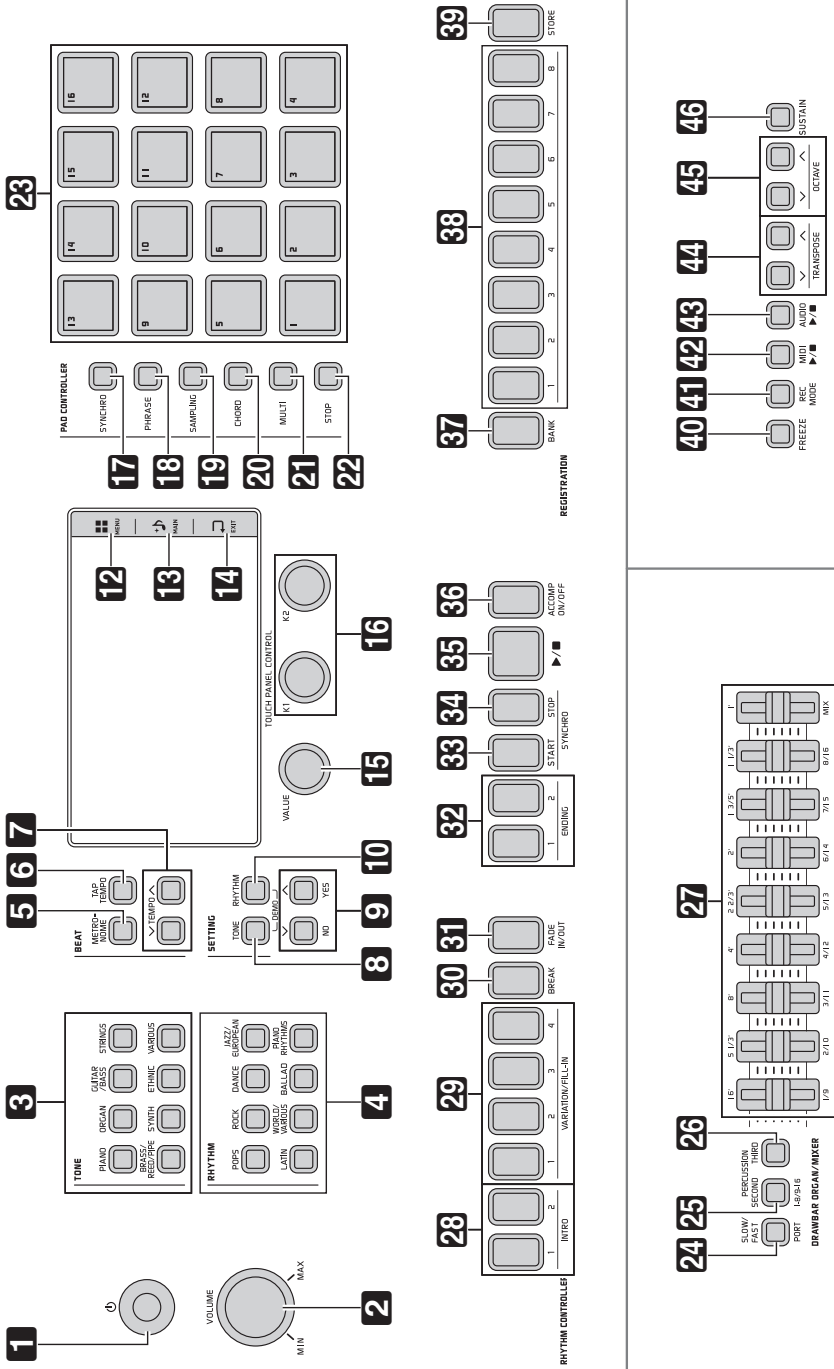 1
VOLUME
MIN
MAX
2
3
TONE
PIANO
ORGAN
GUITAR
/BASS
STRINGS
BRASS/
REED/PIPE
SYNTH
ETHNIC
VARIOUS
RHYTHM
POPS
ROCK
DANCE
JAZZ/
EUROPEAN
LATIN
WORLD/
VARIOUS
BALLAD
PIANO
RHYTHMS
4
5
6
7
BEAT
METRO-
NOME
TAP
TEMPO
TEMPO
SETTING
TONE
RHYTHM
DEMO
NO
YES
8
9
10
12
MENU
13
MAIN
14
EXIT
VALUE
15
TOUCH PANEL CONTROL
K1
K2
16
PAD CONTROLLER
SYNCHRO
PHRASE
SAMPLING
CHORD
MULTI
STOP
17
18
19
20
21
22
23
13
14
15
16
9
10
11
12
5
6
7
8
1
2
3
4
RHYTHM CONTROLLER
28
1
2
INTRO
29
1
2
3
4
VARIATION/FILL-IN
30
BREAK
31
FADE
IN/OUT
32
1
2
ENDING
33
START
34
STOP
SYNCHRO
35
▶/■
36
ACCOMP
ON/OFF
REGISTRATION
37
BANK
38
1
2
3
4
5
6
7
8
39
STORE
24
SLOW/
FAST
PORT
25
26
PERCUSSION
SECOND
THIRD
1-8/9-16
DRAWBAR ORGAN/MIXER
27
16'
5 1/3'
8'
4'
2 2/3'
2'
1 3/5'
1 1/3'
1'
1/9
2/10
3/11
4/12
5/13
6/14
7/15
8/16
MIX
40
FREEZE
41
REC
MODE
42
MIDI
▶/■
43
AUDIO
▶/■
44
TRANSPOSE
45
OCTAVE
46
SUSTAIN